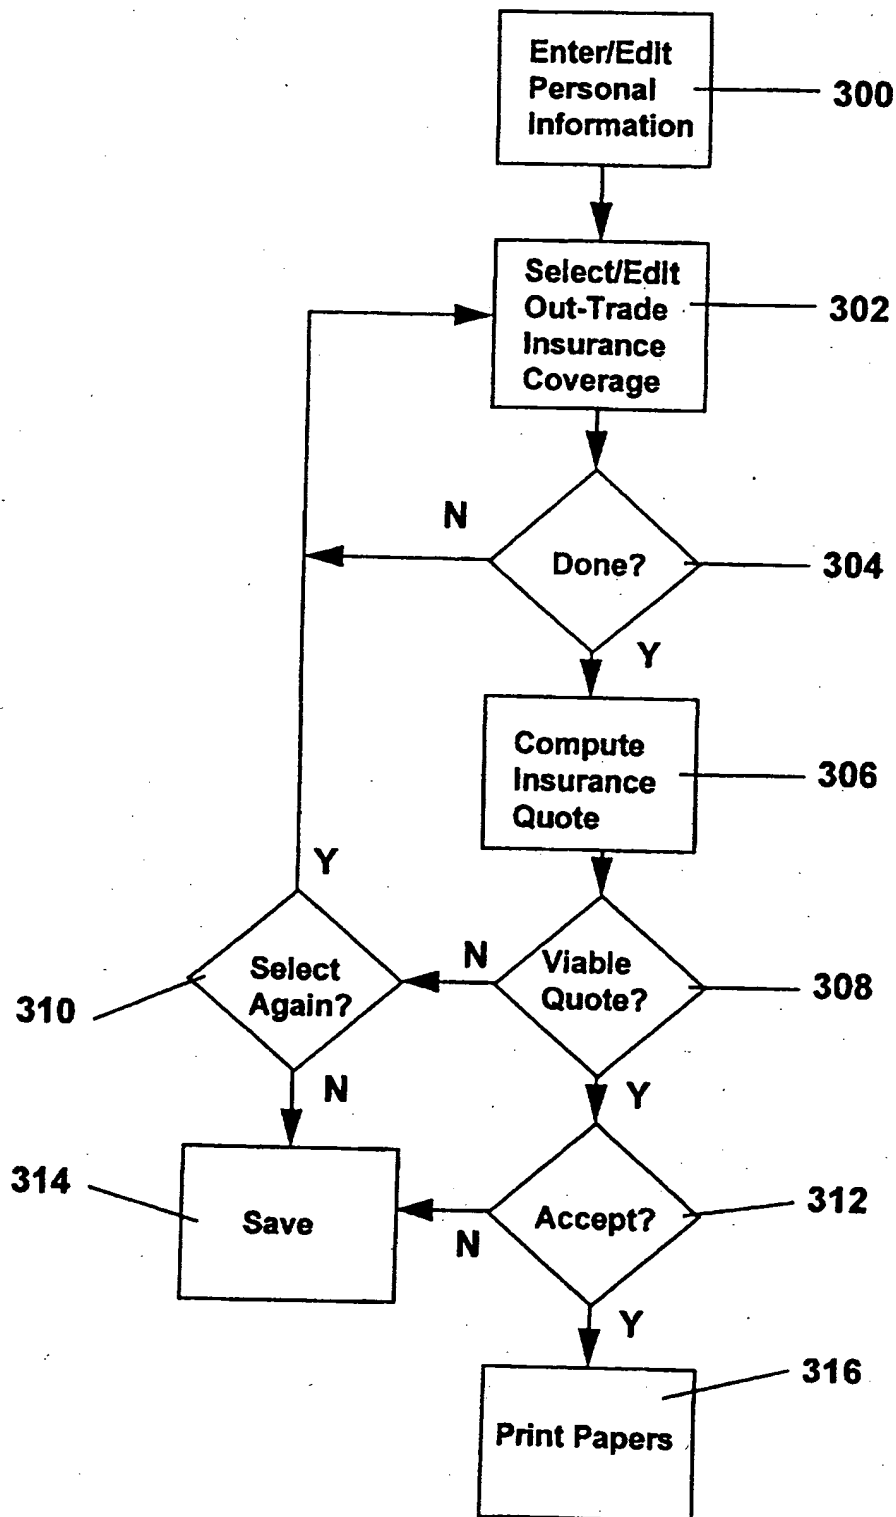 Enter/Edit
Personal
Information
300
Select/Edit
Out-Trade
Insurance
Coverage
302
N
Done?
304
Y
Compute
Insurance
Quote
306
Y
Select
Again?
310
N
Viable
Quote?
308
N
Y
314
Save
N
Accept?
312
Y
316
Print Papers